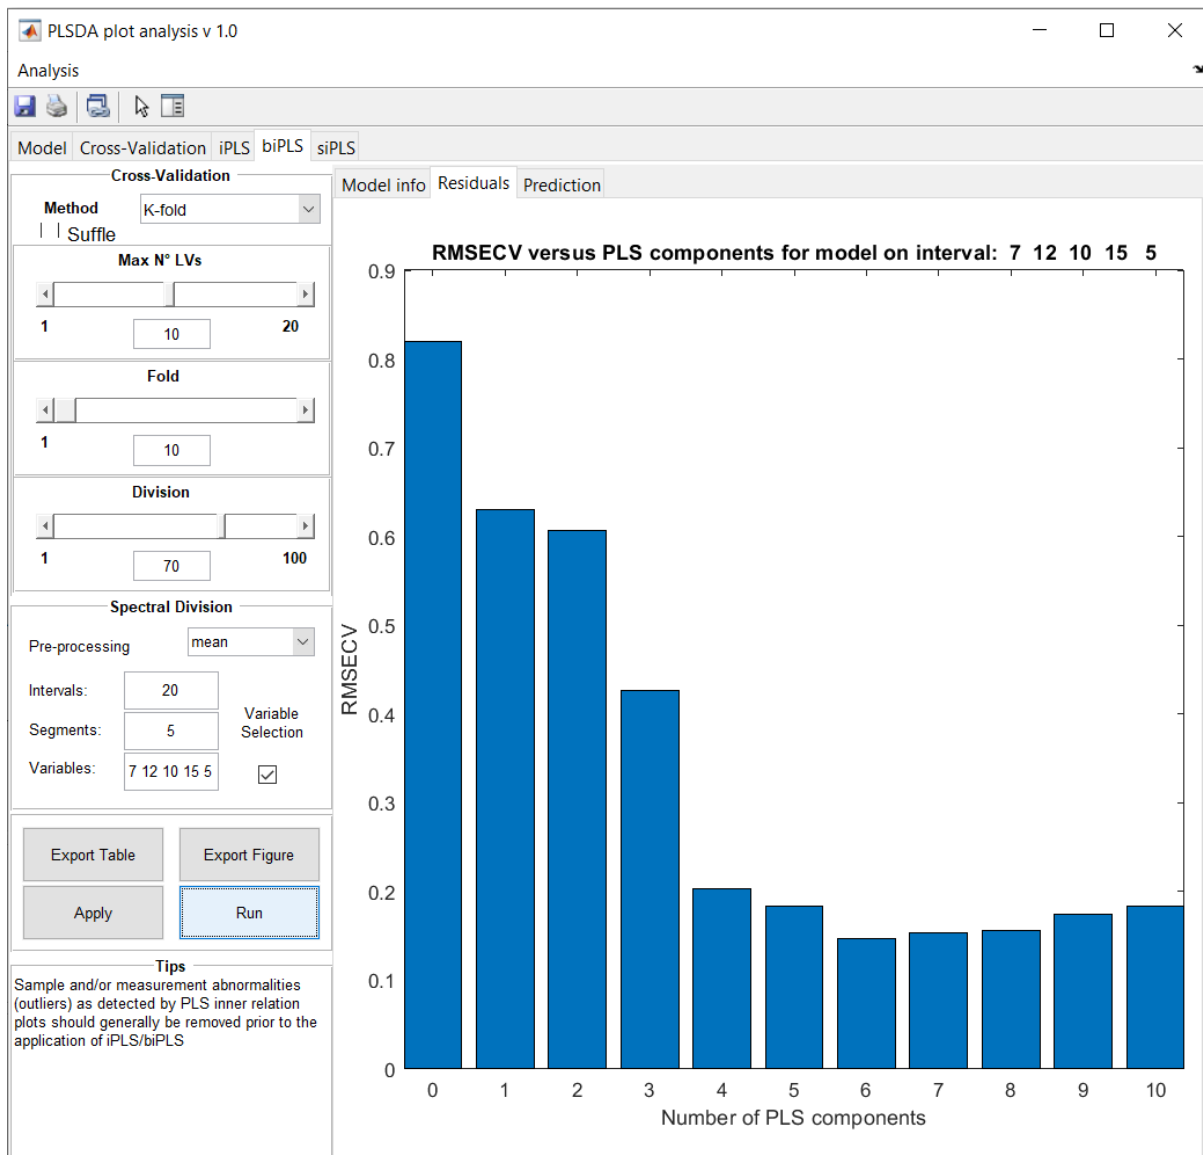 PLSDA plot analysis v 1.0
Analysis
Model Cross-Validation iPLS biPLS siPLS
Cross-Validation
Method K-fold
Suffle
Max N° LVs
1 10 20
Fold
1 10
Division
1 70 100
Spectral Division
Pre-processing mean
Intervals: 20
Segments: 5
Variables: 7 12 10 15 5
Variable
Selection
Export Table Export Figure
Apply Run
Tips
Sample and/or measurement abnormalities
(outliers) as detected by PLS inner relation
plots should generally be removed prior to the
application of iPLS/biPLS
Model info Residuals Prediction
RMSECV versus PLS components for model on interval: 7 12 10 15 5
0.9
0.8
0.7
0.6
0.5
0.4
0.3
0.2
0.1
0
RMSECV
0 1 2 3 4 5 6 7 8 9 10
Number of PLS components